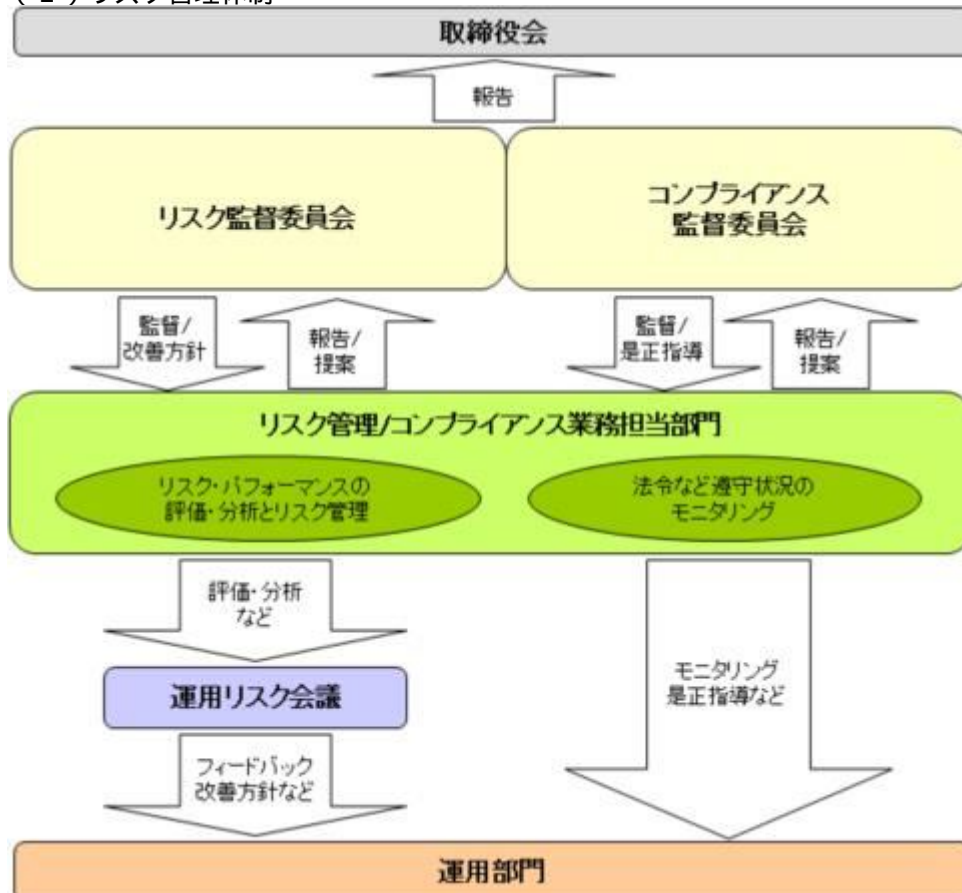 リスク管理体制
取締役会
報告
リスク監督委員会
コンプライアンス
監督委員会
監督/
改善方針
報告/
提案
監督/
是正指導
報告/
提案
リスク管理/コンプライアンス業務担当部門
リスク・パフォーマンスの
評価・分析とリスク管理
法令など遵守状況の
モニタリング
評価・分析
など
運用リスク会議
モニタリング
是正指導など
フィードバック
改善方針など
運用部門